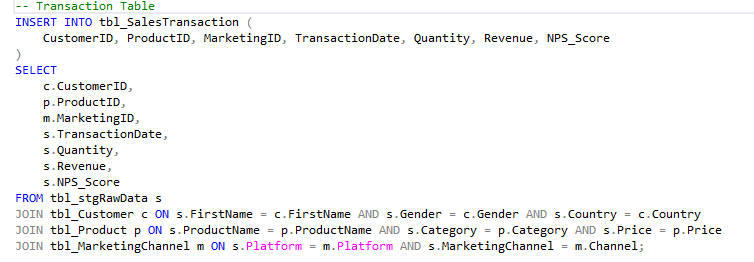 -- Transaction Table
INSERT INTO tbl_SalesTransaction (
    CustomerID, ProductID, MarketingID, TransactionDate, Quantity, Revenue, NPS_Score
)
SELECT
    c.CustomerID,
    p.ProductID,
    m.MarketingID,
    s.TransactionDate,
    s.Quantity,
    s.Revenue,
    s.NPS_Score
FROM tbl_stgRawData s
JOIN tbl_Customer c ON s.FirstName = c.FirstName AND s.Gender = c.Gender AND s.Country = c.Country
JOIN tbl_Product p ON s.ProductName = p.ProductName AND s.Category = p.Category AND s.Price = p.Price
JOIN tbl_MarketingChannel m ON s.Platform = m.Platform AND s.MarketingChannel = m.Channel;